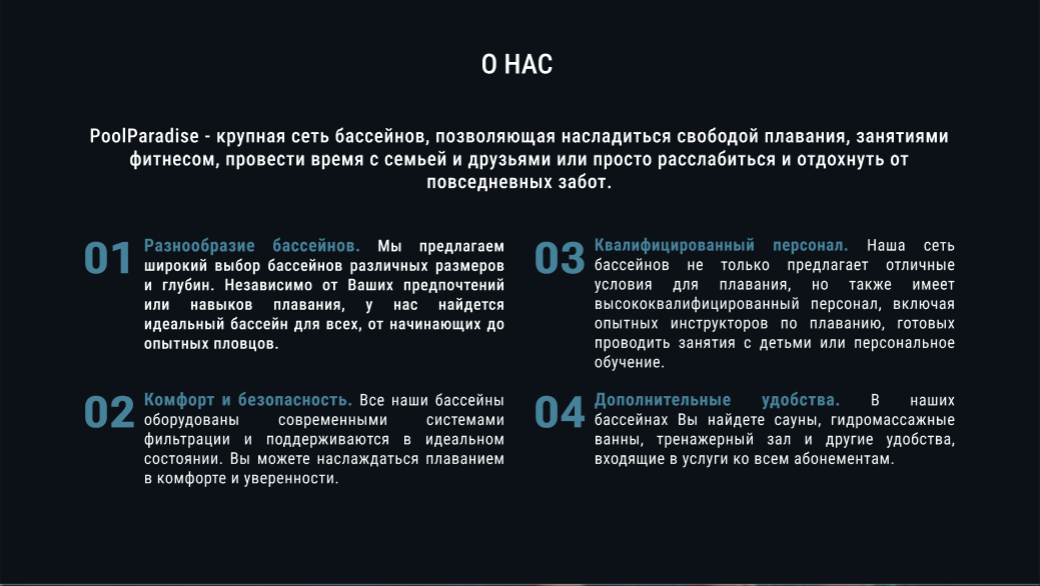 О НАС
PoolParadise - крупная сеть бассейнов, позволяющая насладиться свободой плавания, занятиями
фитнесом, провести время с семьей и друзьями или просто расслабиться и отдохнуть от
повседневных забот.
01
Разнообразие бассейнов. Мы предлагаем
широкий выбор бассейнов различных размеров
и глубин. Независимо от Ваших предпочтений
или навыков плавания, у нас найдется
идеальный бассейн для всех, от начинающих до
опытных пловцов.
02
Комфорт и безопасность. Все наши бассейны
оборудованы современными системами
фильтрации и поддерживаются в идеальном
состоянии. Вы можете наслаждаться плаванием
в комфорте и уверенности.
03
Квалифицированный персонал. Наша сеть
бассейнов не только предлагает отличные
условия для плавания, но также имеет
высококвалифицированный персонал, включая
опытных инструкторов по плаванию, готовых
проводить занятия с детьми или персональное
обучение.
04
Дополнительные удобства. В наших
бассейнах Вы найдете сауны, гидромассажные
ванны, тренажерный зал и другие удобства,
входящие в услуги ко всем абонементам.